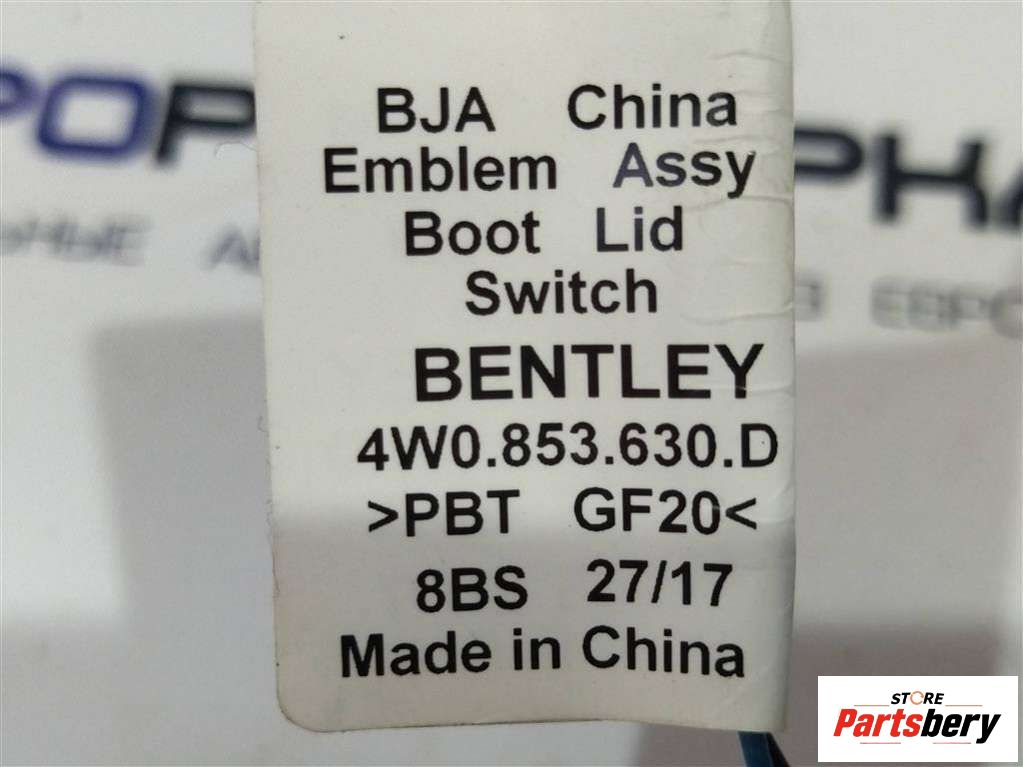 BJA China
Emblem Assy
Boot Lid
Switch
BENTLEY
4W0.853.630.D
>PBT GF20<
8BS 27/17
Made in China
STORE
Partsbery